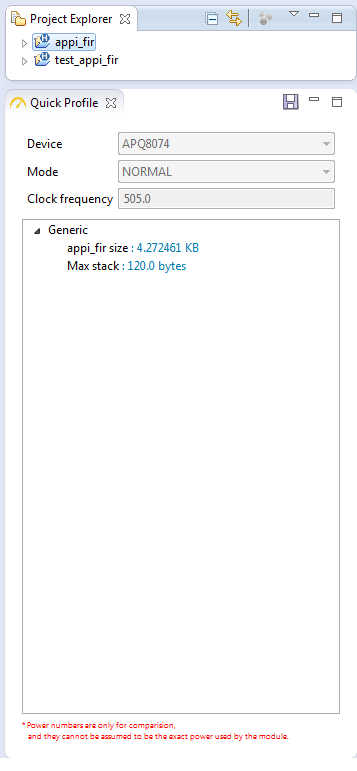 Project Explorer
appi_fir
test_appi_fir
Quick Profile
Device APQ8074
Mode NORMAL
Clock frequency 505.0
Generic
appi_fir size : 4.272461 KB
Max stack : 120.0 bytes
* Power numbers are only for comparision,
and they cannot be assumed to be the exact power used by the module.